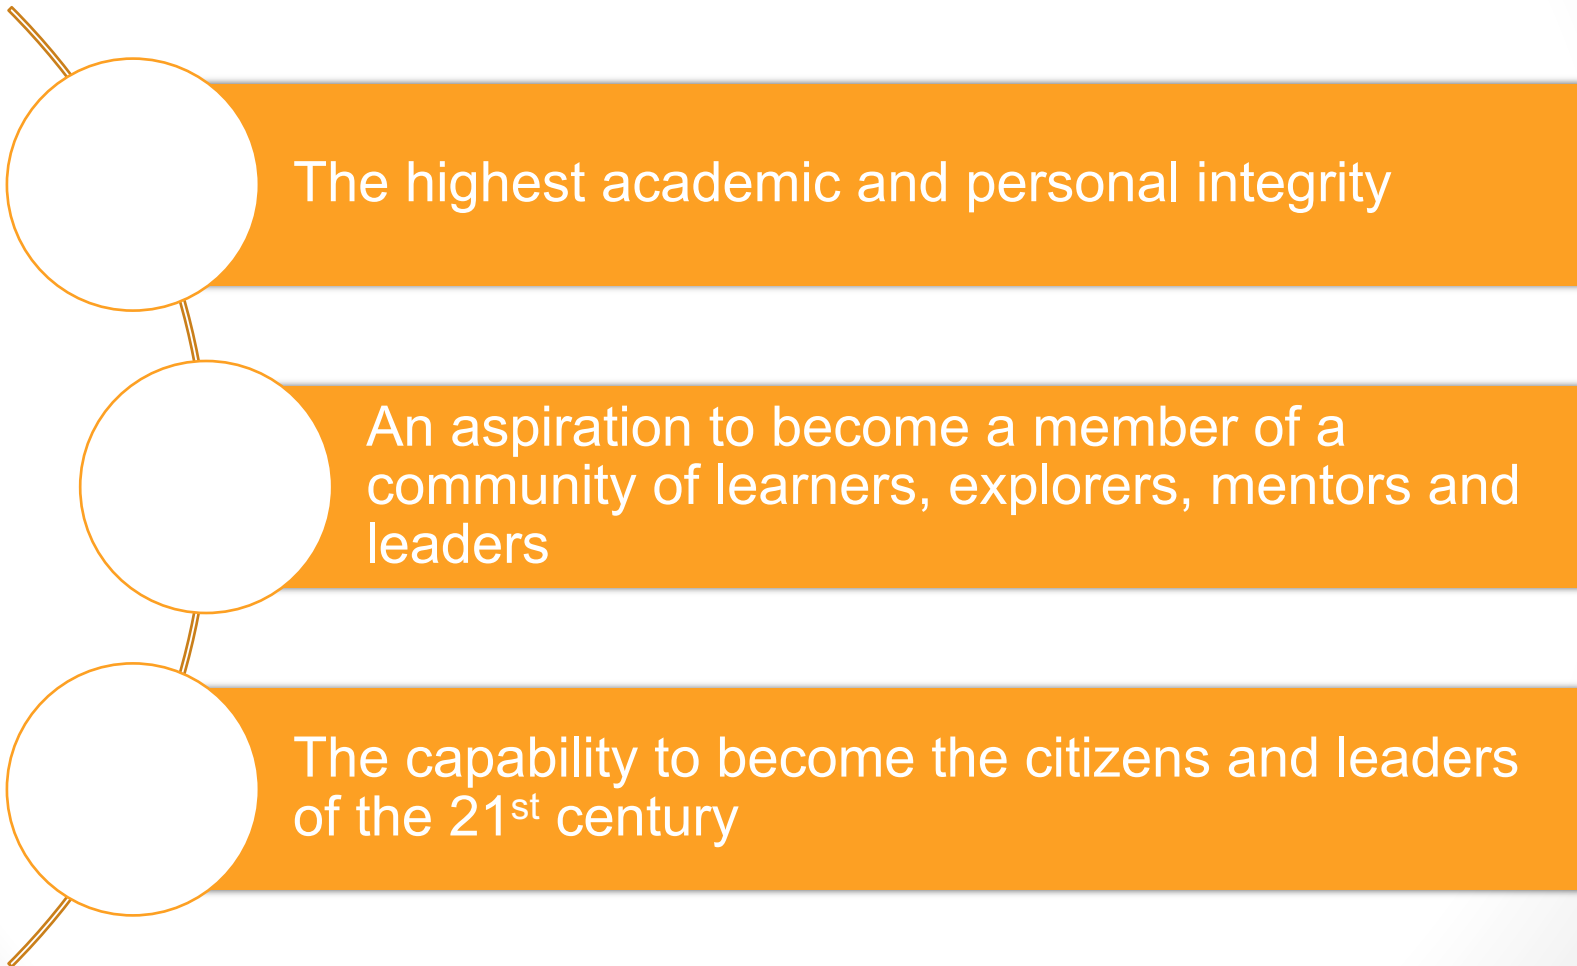 The highest academic and personal integrity
An aspiration to become a member of a
community of learners, explorers, mentors and
leaders
The capability to become the citizens and leaders
of the 21st century